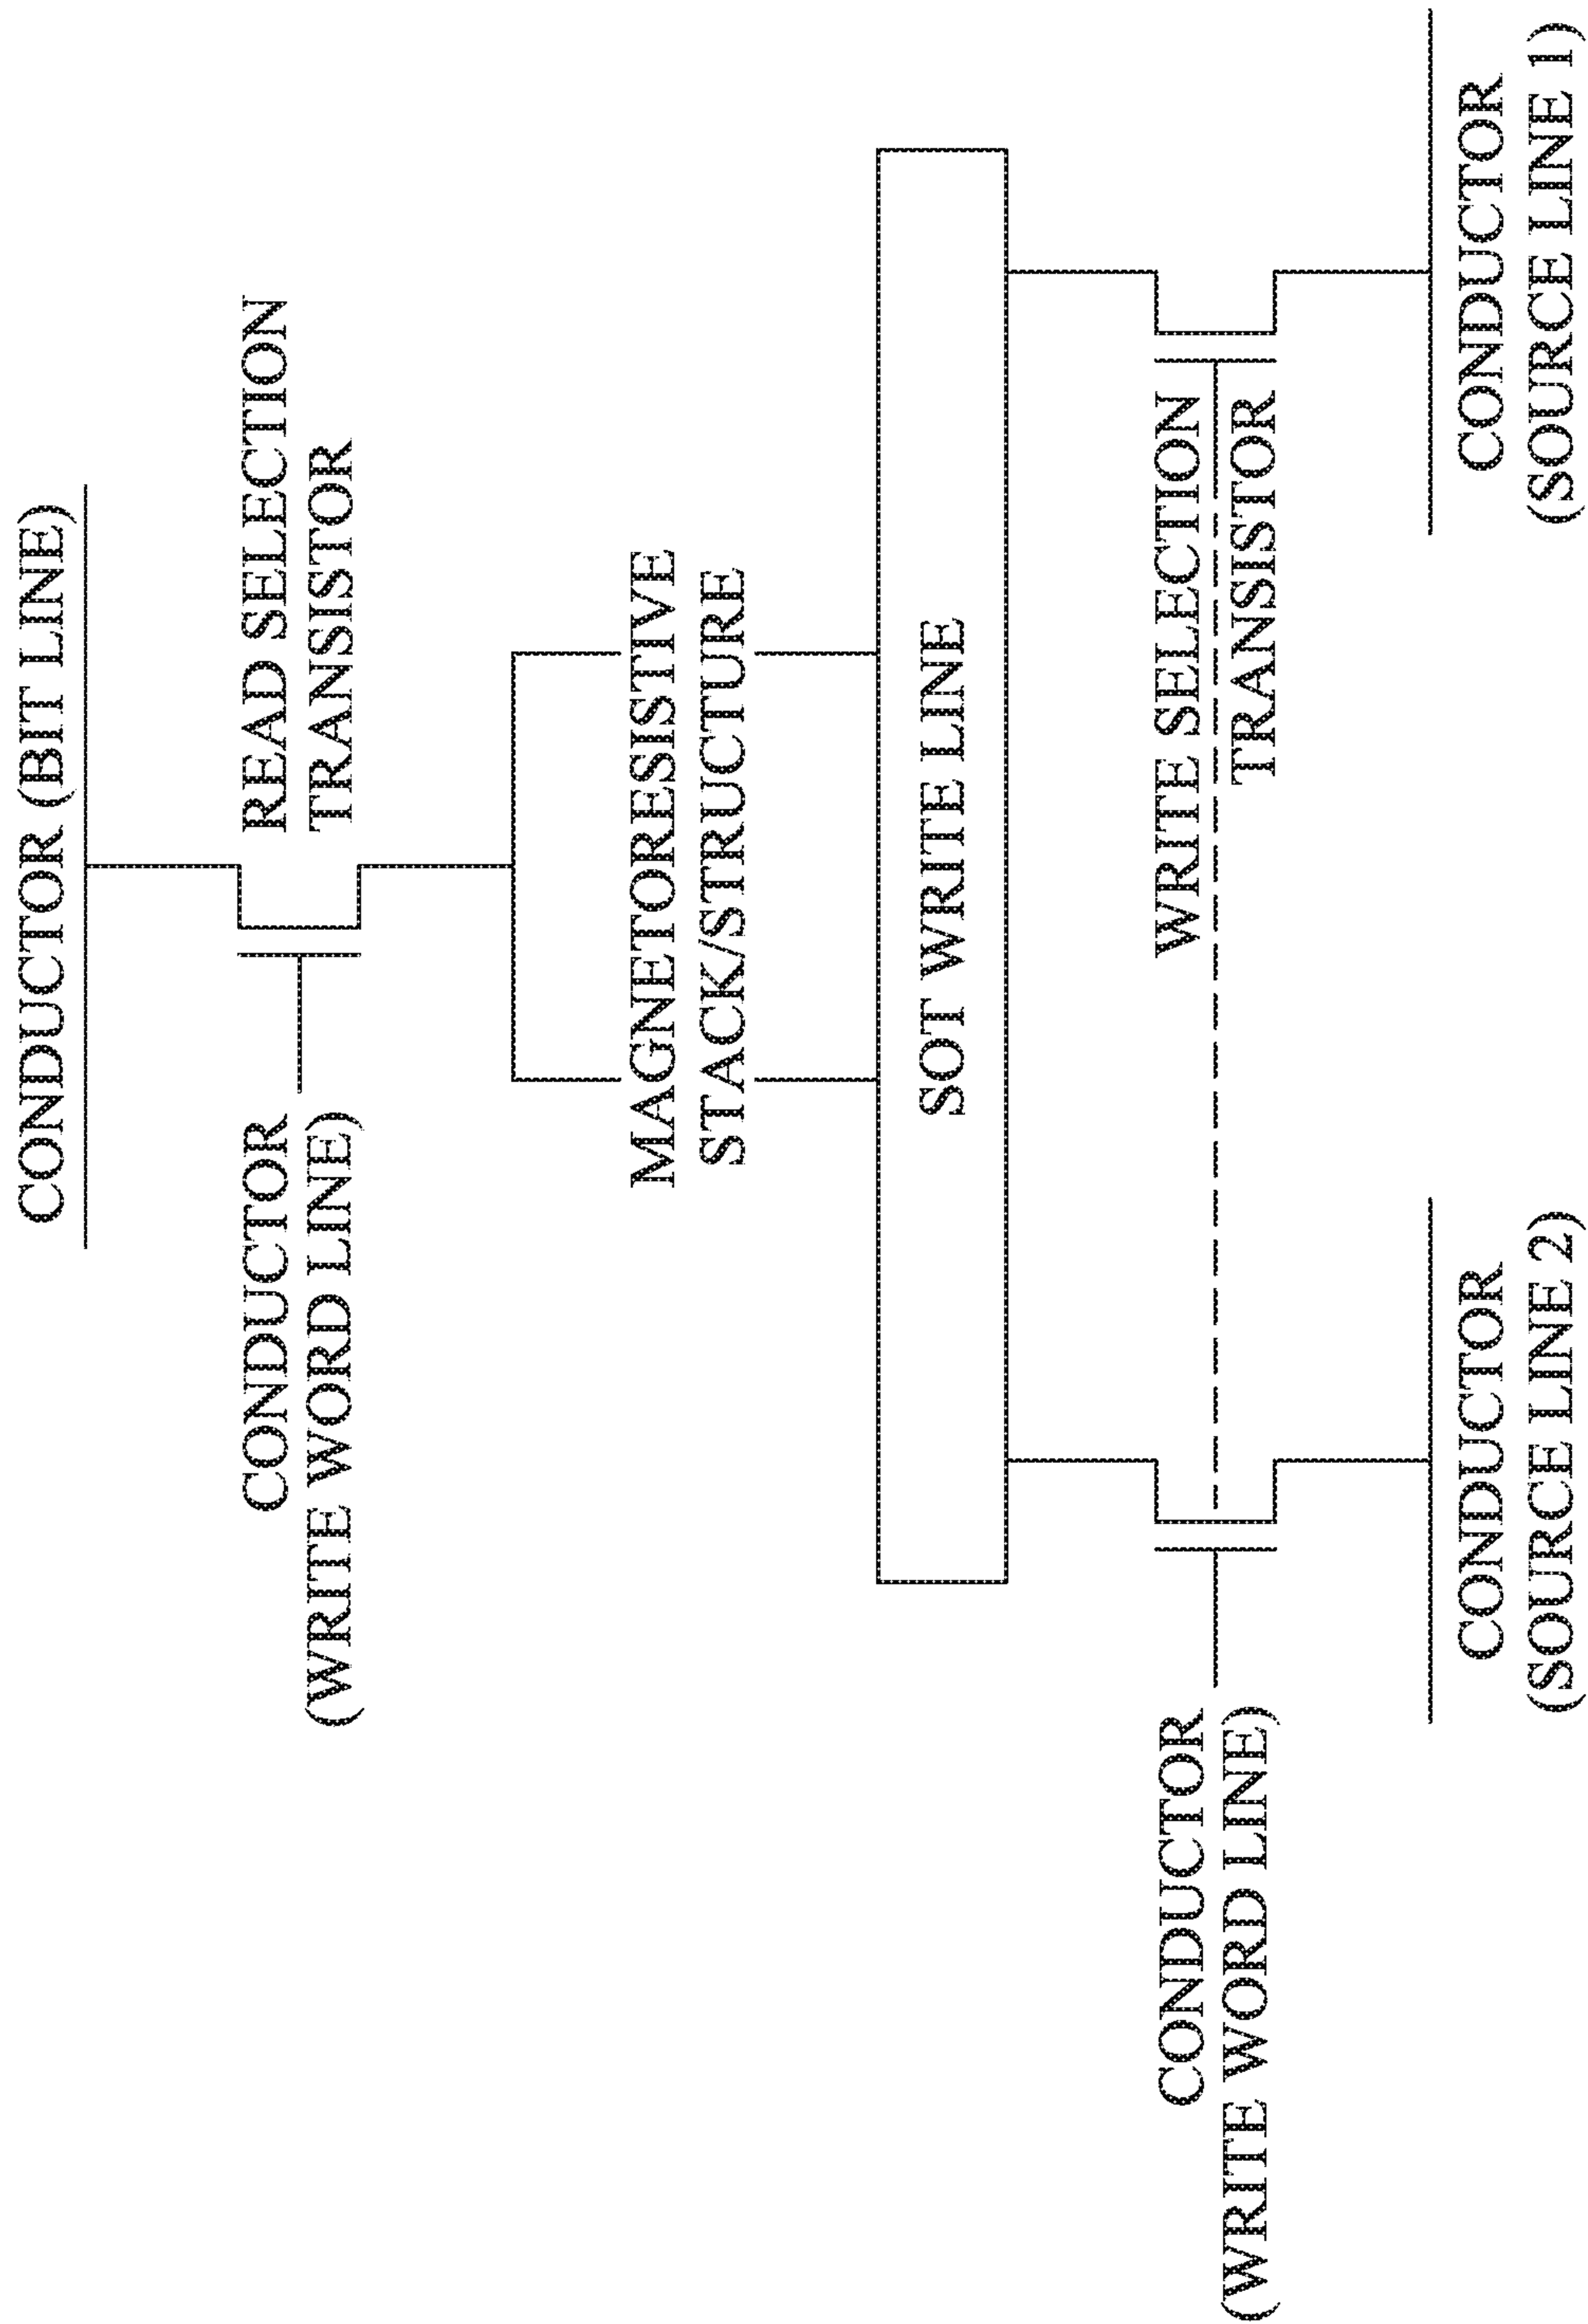 CONDUCTOR (BIT LINE)
CONDUCTOR
(WRITE WORD LINE)
READ SELECTION
TRANSISTOR
MAGNETORESISTIVE
STACK/STRUCTURE
SOT WRITE LINE
CONDUCTOR
(WRITE WORD LINE)
WRITE SELECTION
TRANSISTOR
CONDUCTOR
(SOURCE LINE 2)
CONDUCTOR
(SOURCE LINE 1)